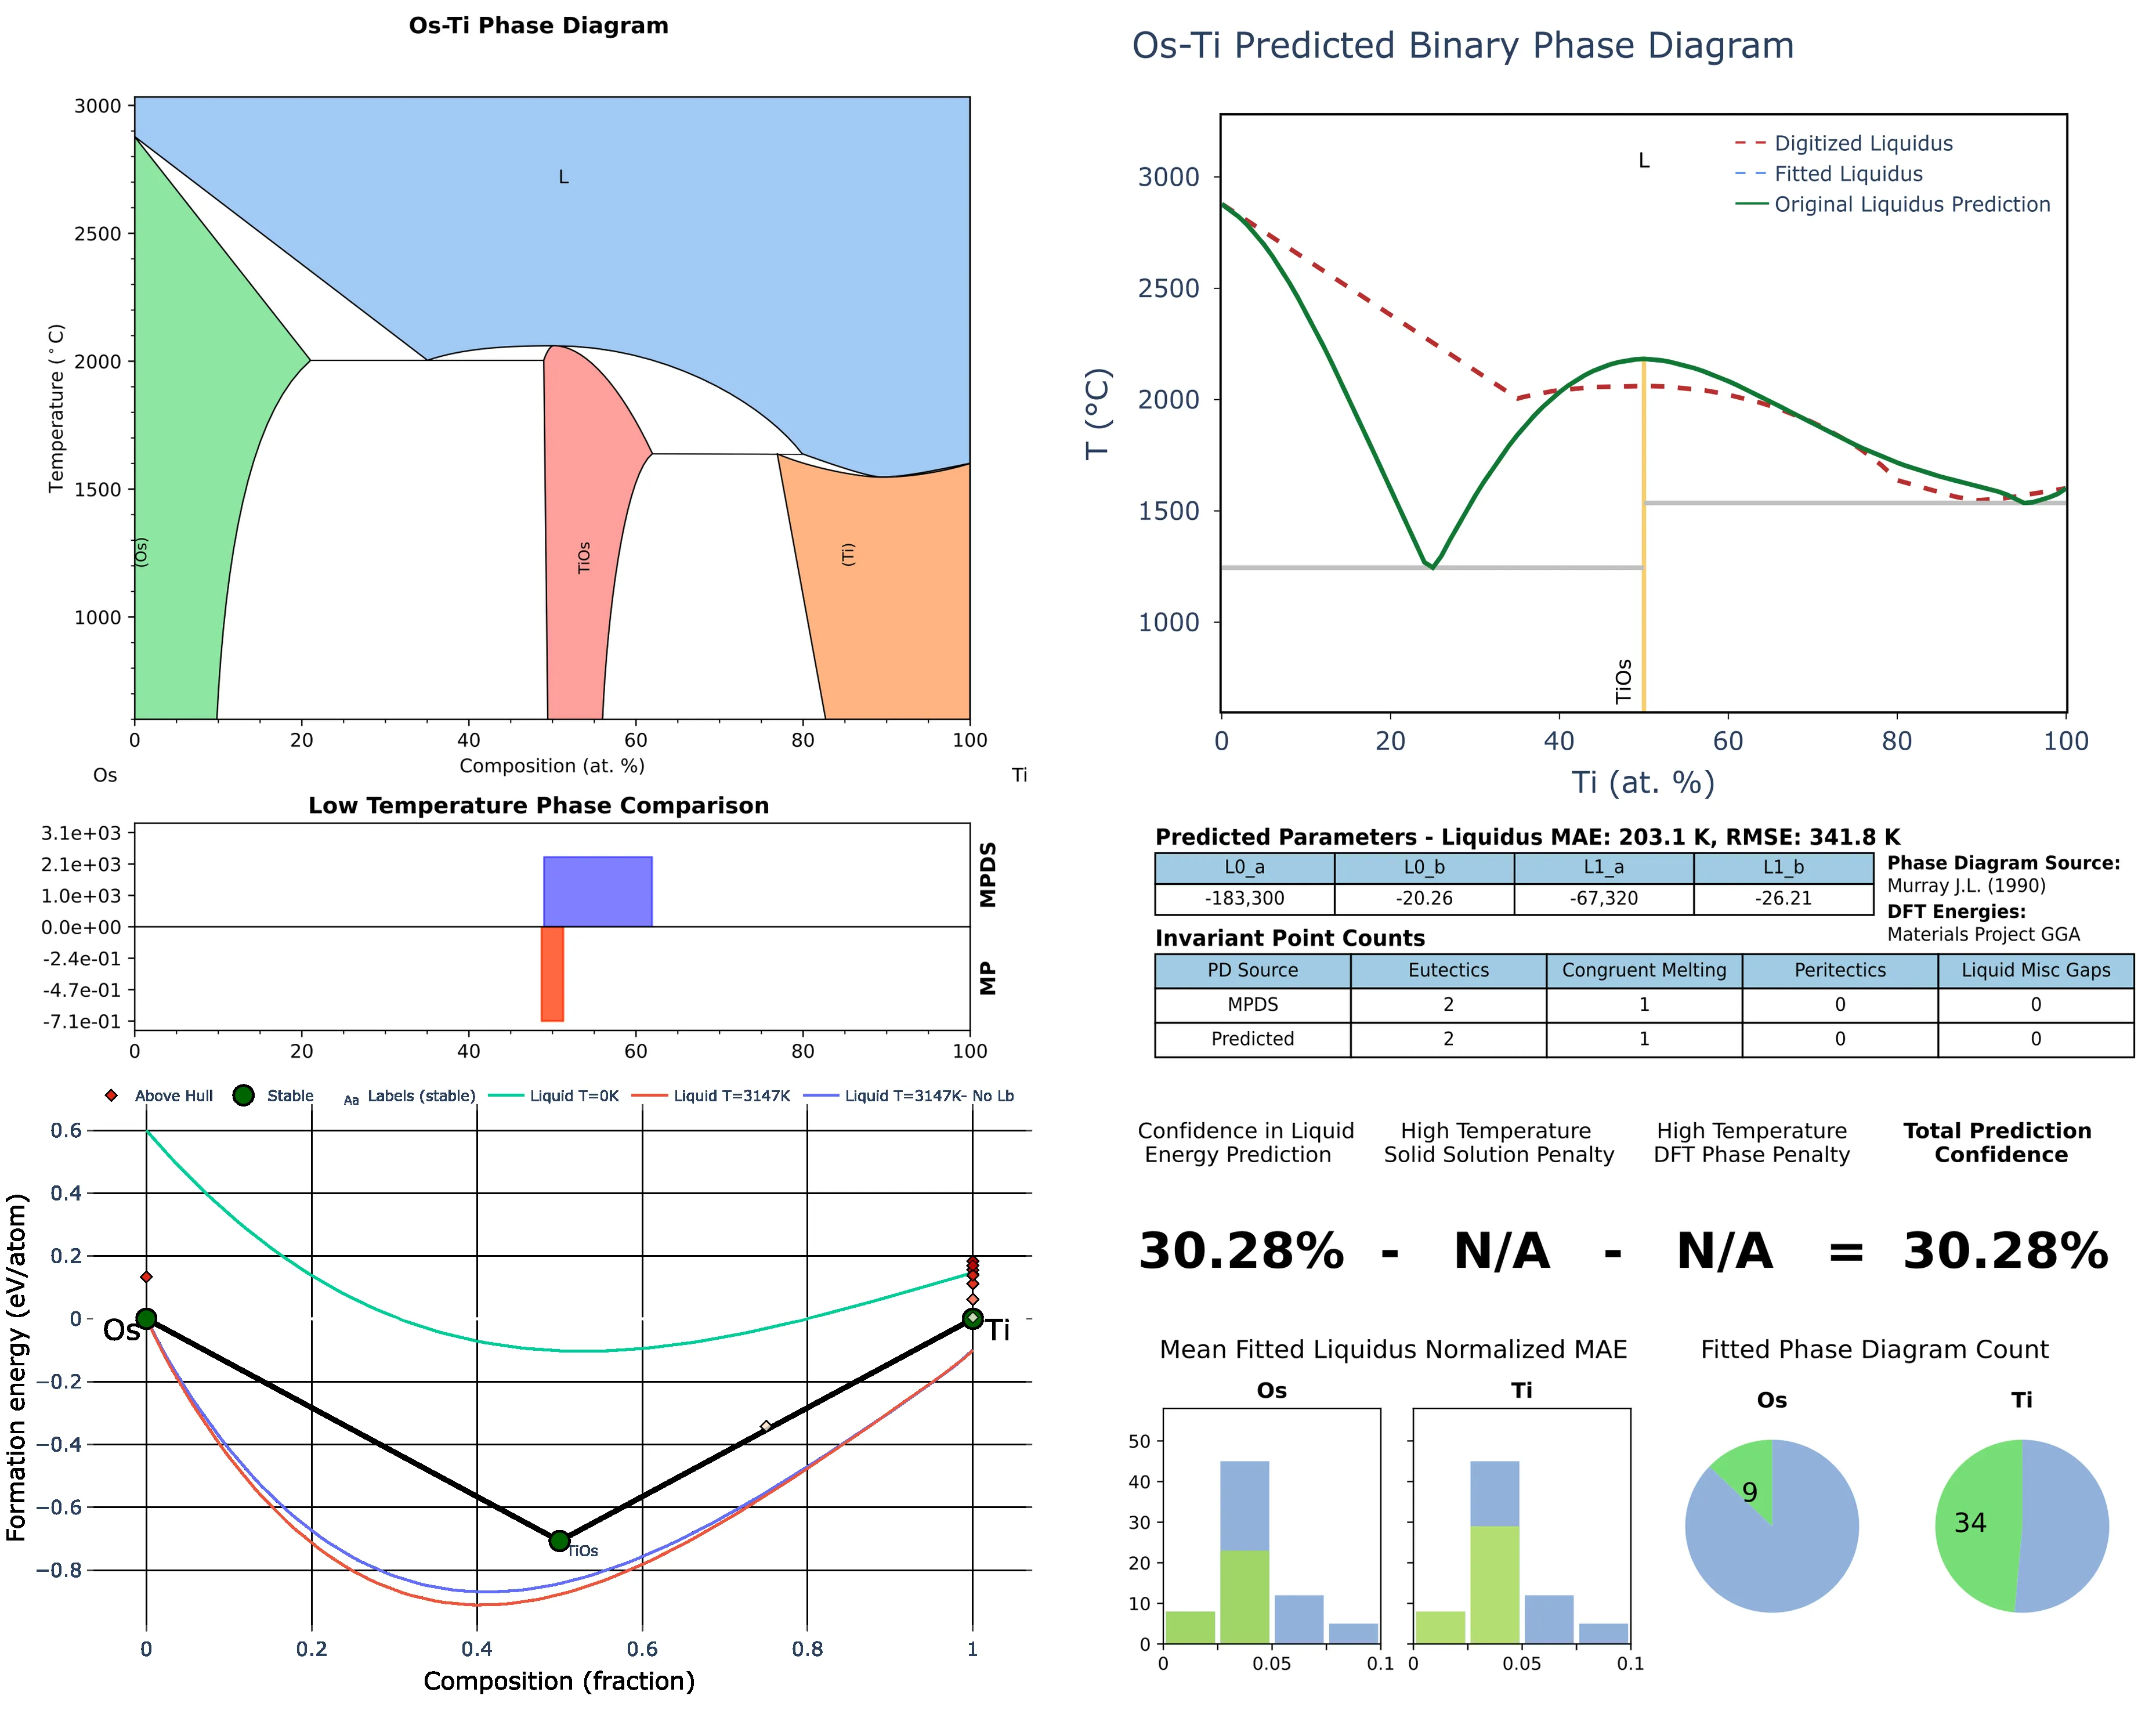 Os-Ti Phase Diagram
3000
2500
2000
1500
1000
Temperature (°C)
L
(Os)
TiOs
(Ti)
0 20 40 60 80 100
Composition (at. %)
Os Ti
Low Temperature Phase Comparison
3.1e+03
2.1e+03
1.0e+03
0.0e+00
-2.4e-01
-4.7e-01
-7.1e-01
MPDS
MP
0 20 40 60 80 100
Above Hull Stable Aa Labels (stable) Liquid T=0K Liquid T=3147K Liquid T=3147K- No Lb
0.6
0.4
0.2
0
−0.2
−0.4
−0.6
−0.8
Formation energy (eV/atom)
Os
Ti
TiOs
0 0.2 0.4 0.6 0.8 1
Composition (fraction)
Os-Ti Predicted Binary Phase Diagram
L
Digitized Liquidus
Fitted Liquidus
Original Liquidus Prediction
3000
2500
2000
1500
1000
T (°C)
TiOs
0 20 40 60 80 100
Ti (at. %)
Predicted Parameters - Liquidus MAE: 203.1 K, RMSE: 341.8 K
L0_a L0_b L1_a L1_b
-183,300 -20.26 -67,320 -26.21
Phase Diagram Source:
Murray J.L. (1990)
DFT Energies:
Materials Project GGA
Invariant Point Counts
PD Source Eutectics Congruent Melting Peritectics Liquid Misc Gaps
MPDS 2 1 0 0
Predicted 2 1 0 0
Confidence in Liquid
Energy Prediction
High Temperature
Solid Solution Penalty
High Temperature
DFT Phase Penalty
Total Prediction
Confidence
30.28% - N/A - N/A = 30.28%
Mean Fitted Liquidus Normalized MAE
Os Ti
50
40
30
20
10
0
0 0.05 0.1
0 0.05 0.1
Fitted Phase Diagram Count
Os Ti
9
34